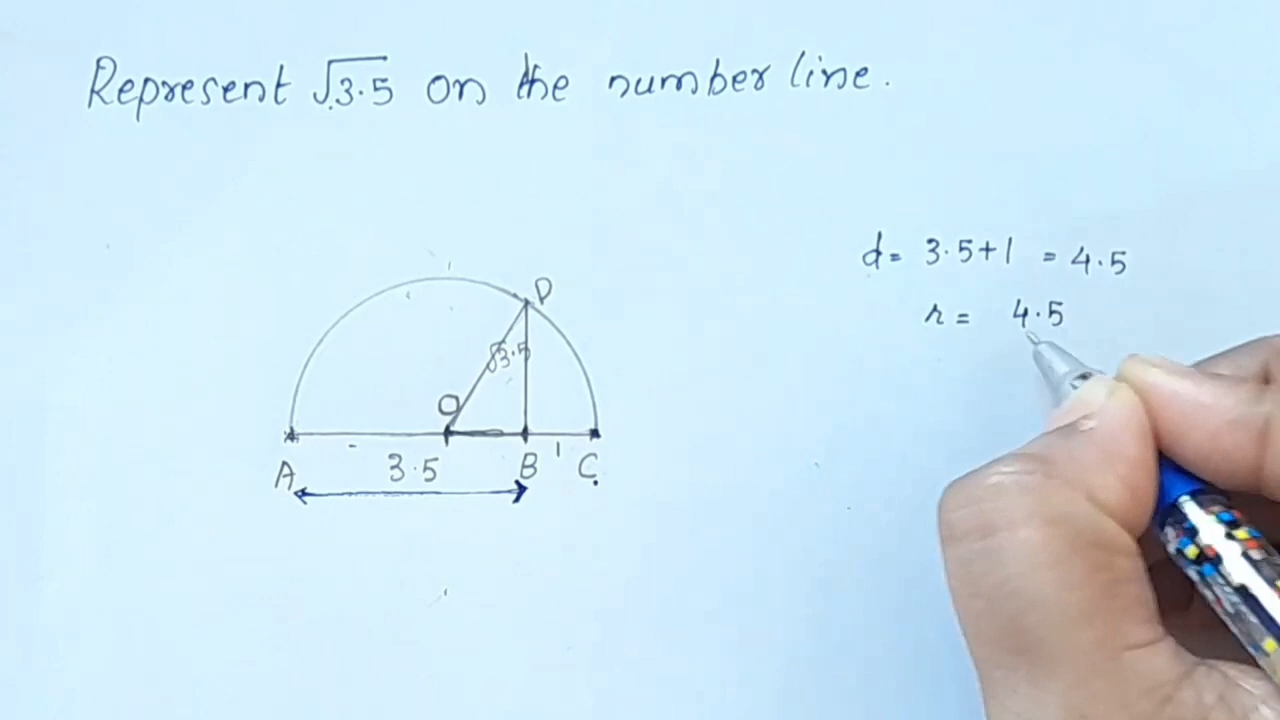 Represent √3.5 on the number line.
d = 3.5+1 = 4.5
r = 4.5
D
√3.5
O
A 3.5 B 1 C